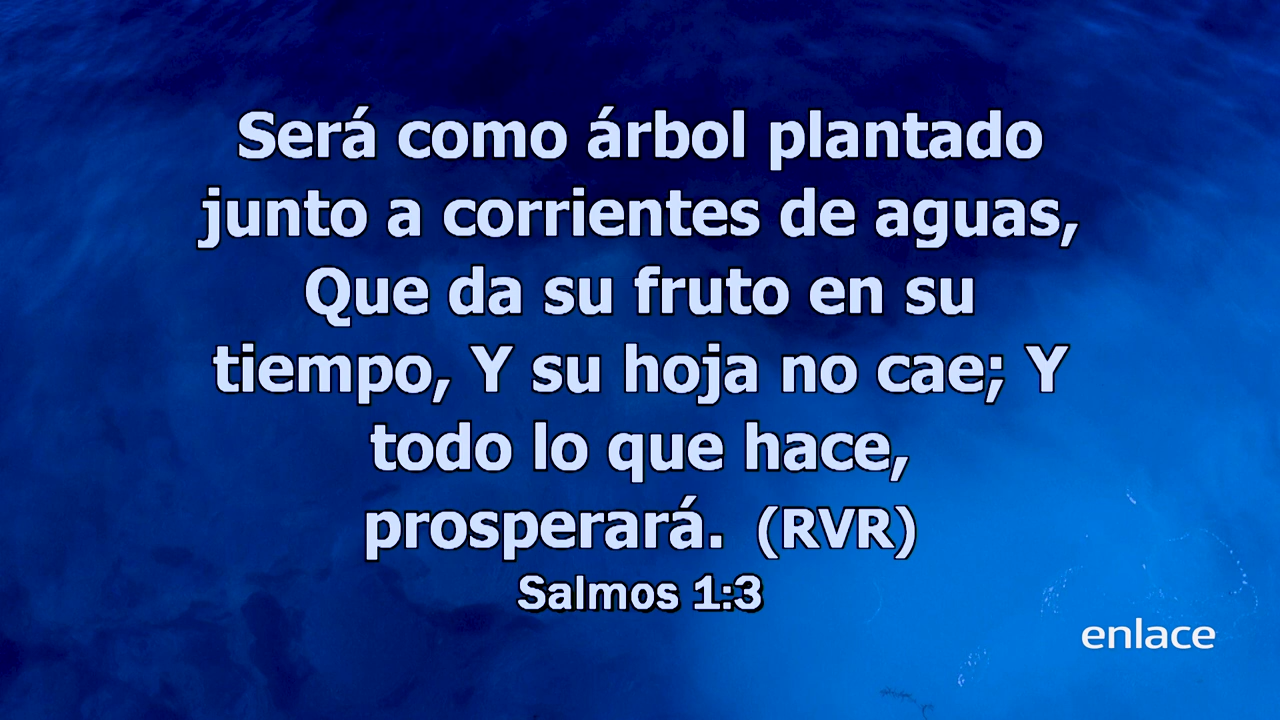 Será como árbol plantado
junto a corrientes de aguas,
Que da su fruto en su
tiempo, Y su hoja no cae; Y
todo lo que hace,
prosperará. (RVR)
Salmos 1:3
enlace